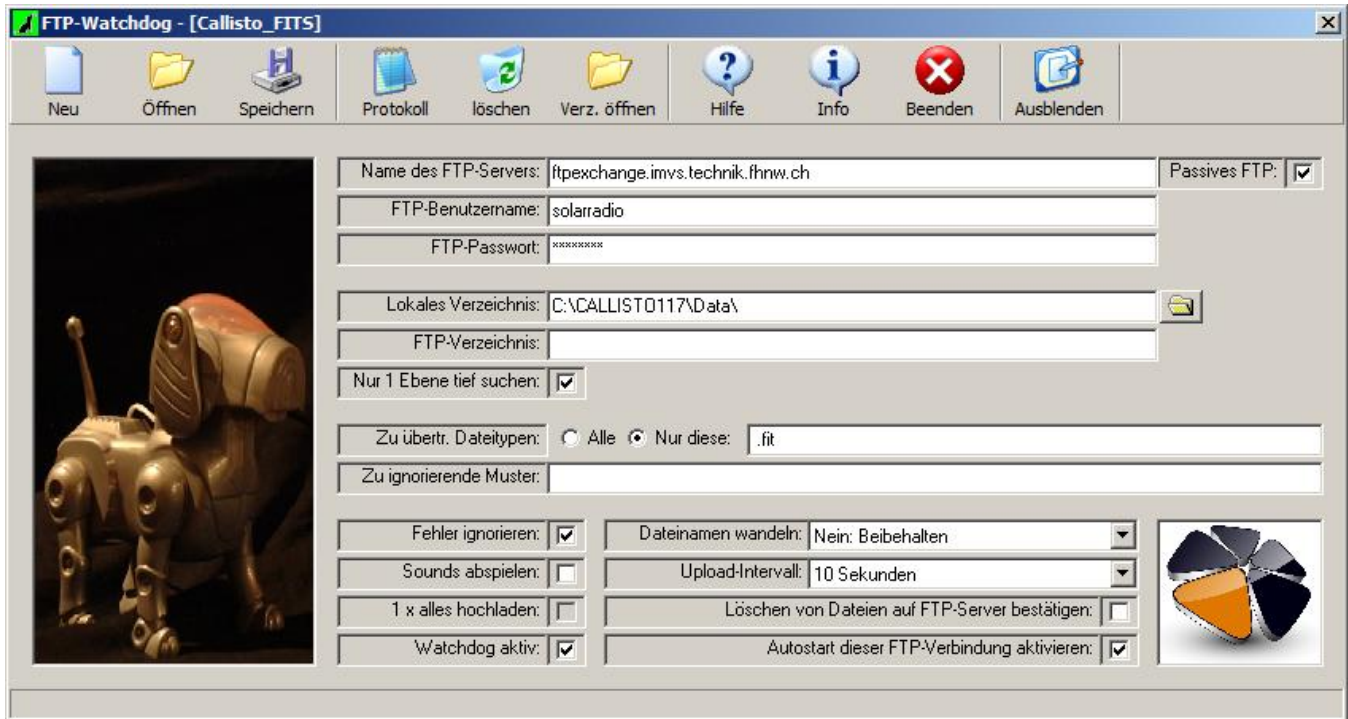 FTP-Watchdog - [Callisto_FITS]
Neu Öffnen Speichern Protokoll löschen Verz. öffnen Hilfe Info Beenden Ausblenden
Name des FTP-Servers: ftpexchange.imvs.technik.fhnw.ch Passives FTP:
FTP-Benutzername: solarradio
FTP-Passwort: ********
Lokales Verzeichnis: C:\CALLISTO117\Data\
FTP-Verzeichnis:
Nur 1 Ebene tief suchen:
Zu übertr. Dateitypen: Alle Nur diese: .fit
Zu ignorierende Muster:
Fehler ignorieren: Dateinamen wandeln: Nein: Beibehalten
Sounds abspielen: Upload-Intervall: 10 Sekunden
1 x alles hochladen: Löschen von Dateien auf FTP-Server bestätigen:
Watchdog aktiv: Autostart dieser FTP-Verbindung aktivieren: